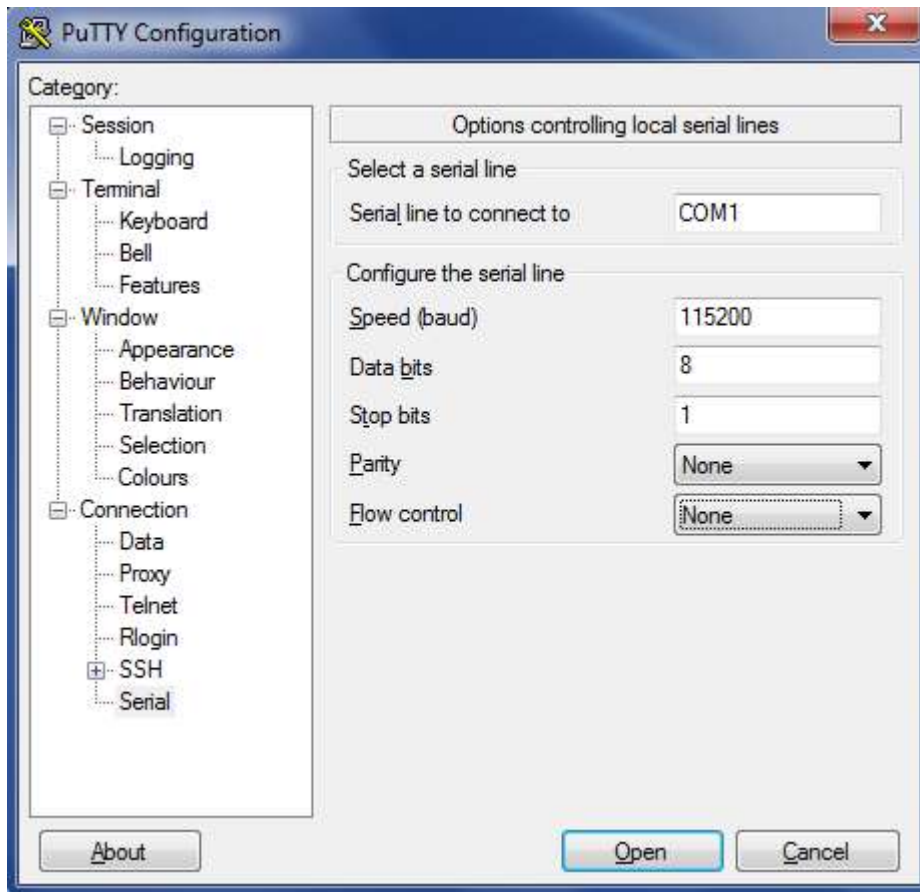 PuTTY Configuration
Category:
Session
Logging
Terminal
Keyboard
Bell
Features
Window
Appearance
Behaviour
Translation
Selection
Colours
Connection
Data
Proxy
Telnet
Rlogin
SSH
Serial
Options controlling local serial lines
Select a serial line
Serial line to connect to COM1
Configure the serial line
Speed (baud) 115200
Data bits 8
Stop bits 1
Parity None
Flow control None
About Open Cancel